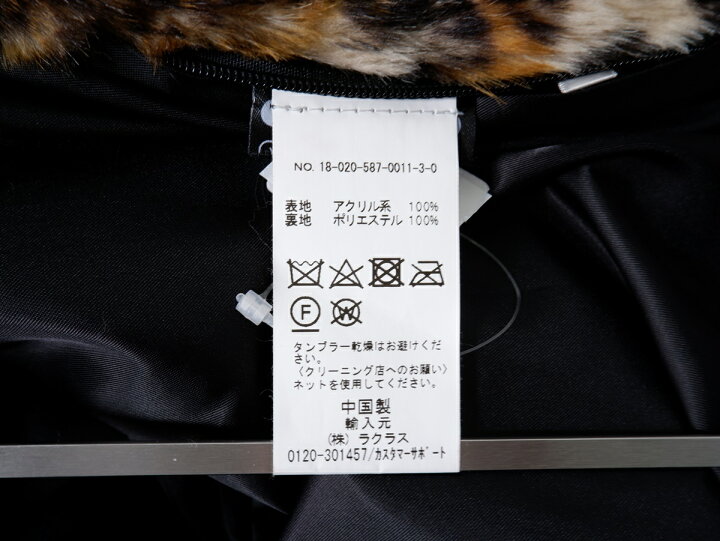 NO. 18-020-587-0011-3-0
表地 アクリル系 100%
裏地 ポリエステル 100%
F W
タンブラー乾燥はお避けくだ
さい。
〈クリーニング店へのお願い〉
ネットを使用してください。
中国製
輸入元
(株) ラクラス
0120-301457/カスタマーサポート